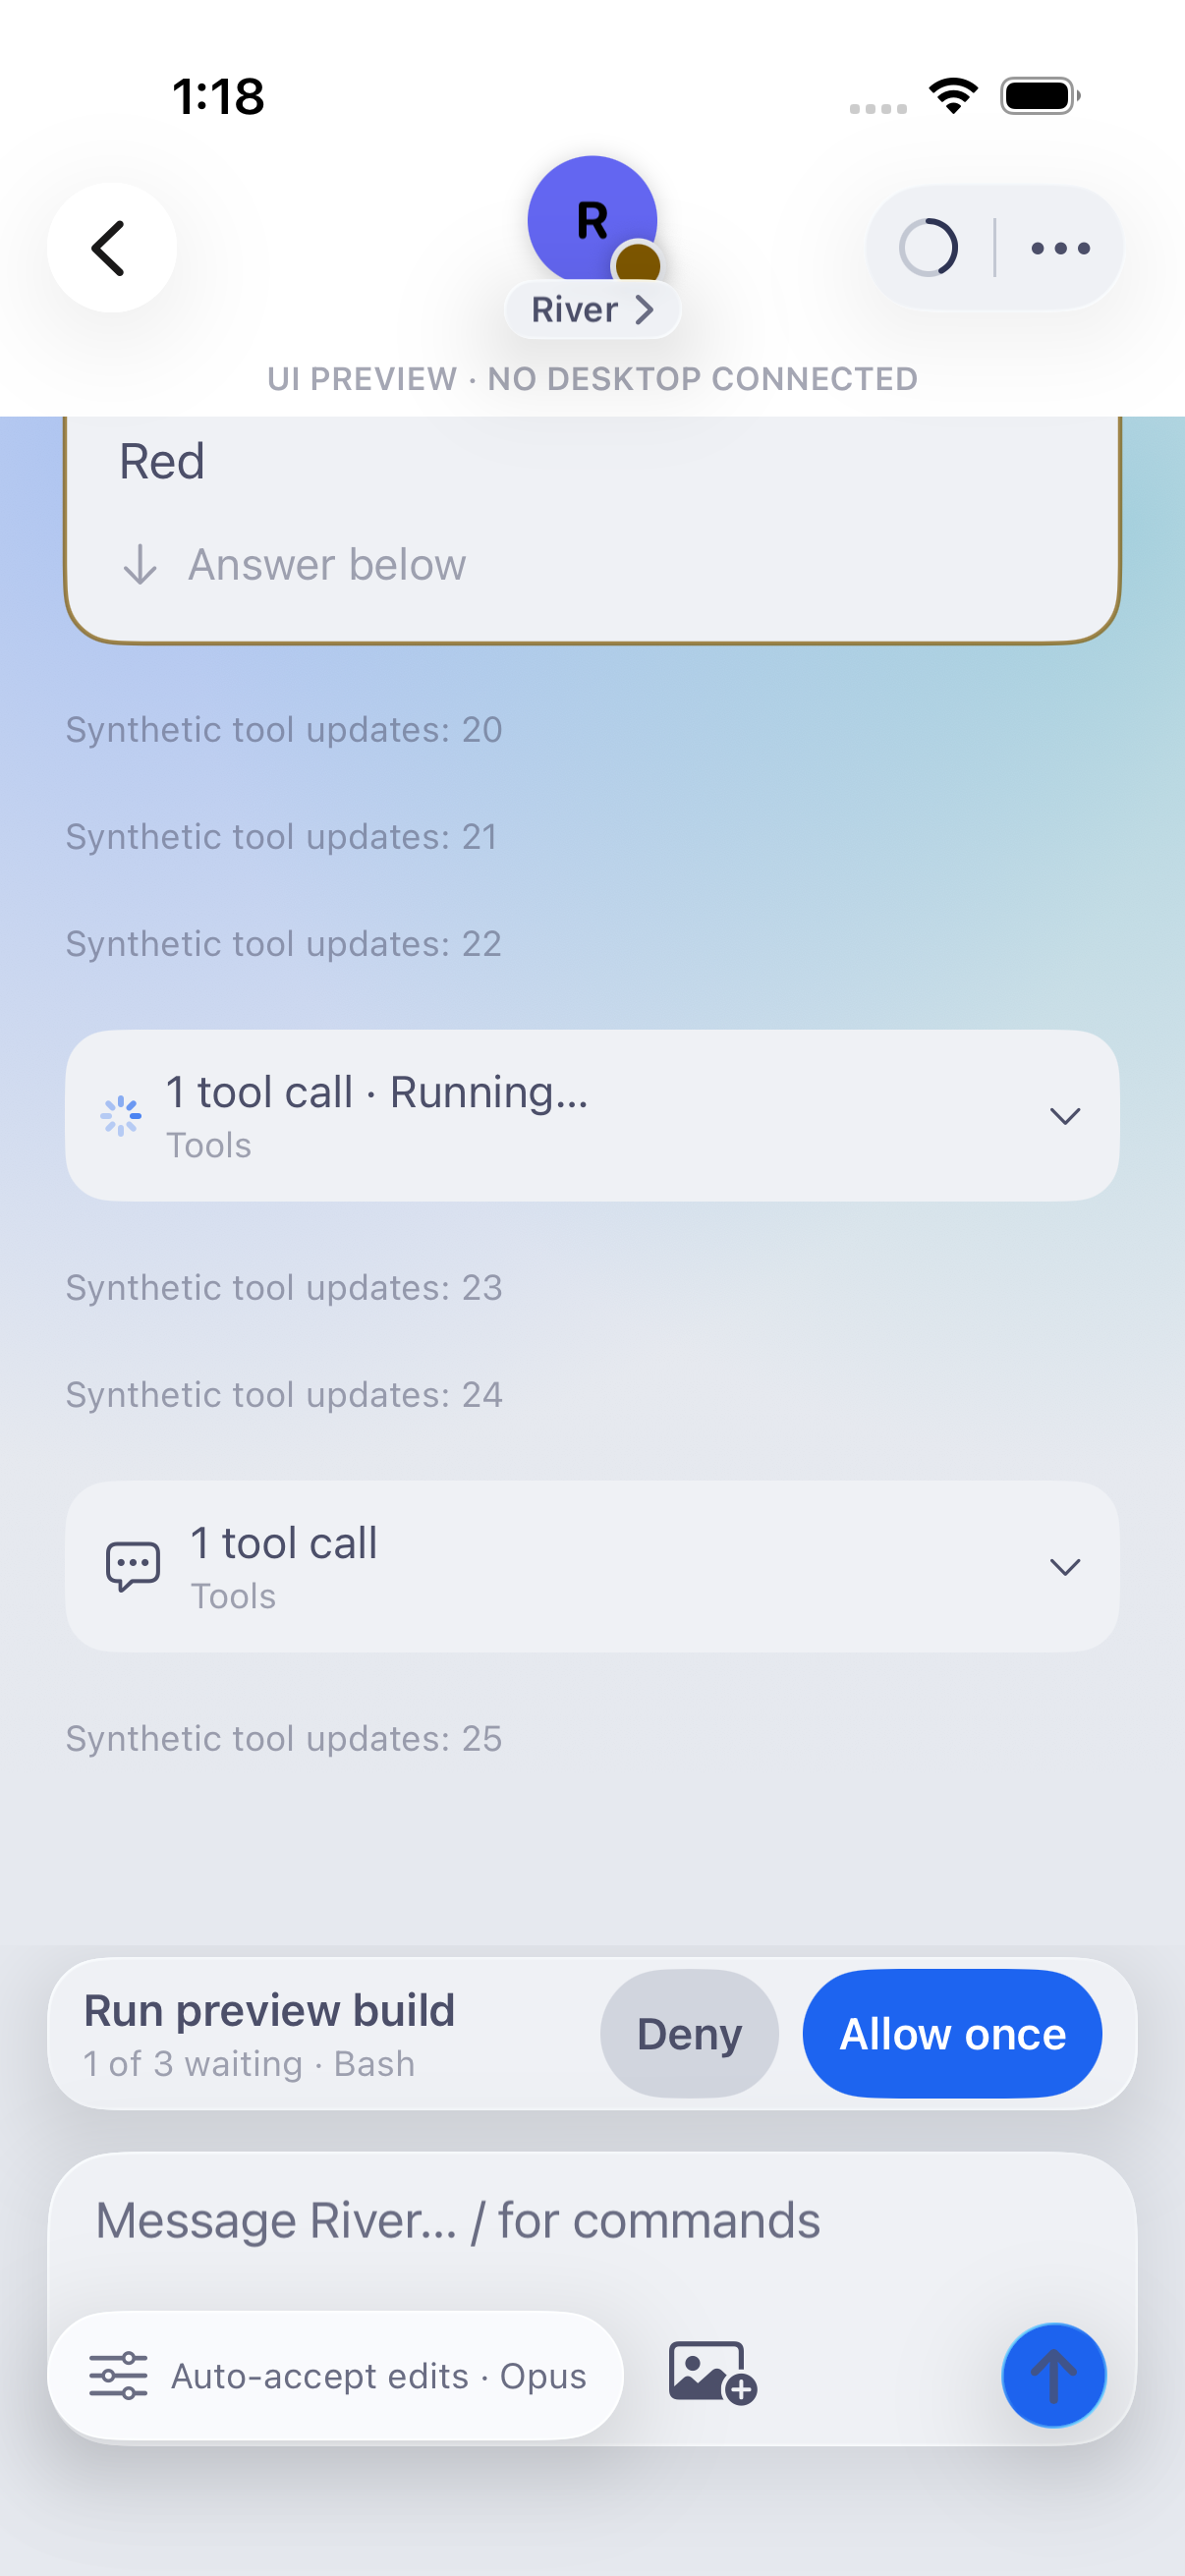 1:18
R
River
UI PREVIEW · NO DESKTOP CONNECTED
Red
Answer below
Synthetic tool updates: 20
Synthetic tool updates: 21
Synthetic tool updates: 22
1 tool call · Running...
Tools
Synthetic tool updates: 23
Synthetic tool updates: 24
1 tool call
Tools
Synthetic tool updates: 25
Run preview build
1 of 3 waiting · Bash
Deny
Allow once
Message River... / for commands
Auto-accept edits · Opus